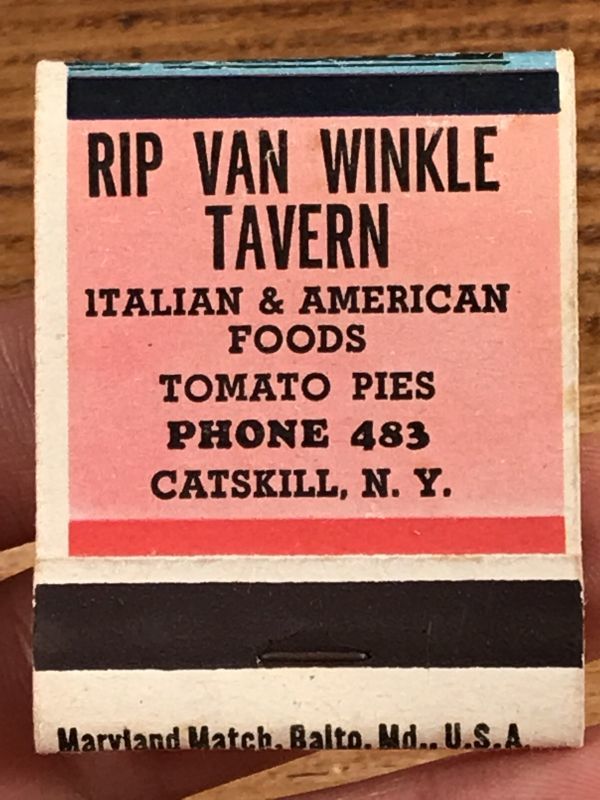 RIP VAN WINKLE
TAVERN
ITALIAN & AMERICAN
FOODS
TOMATO PIES
PHONE 483
CATSKILL, N. Y.
Maryland Match, Balto. Md., U.S.A.